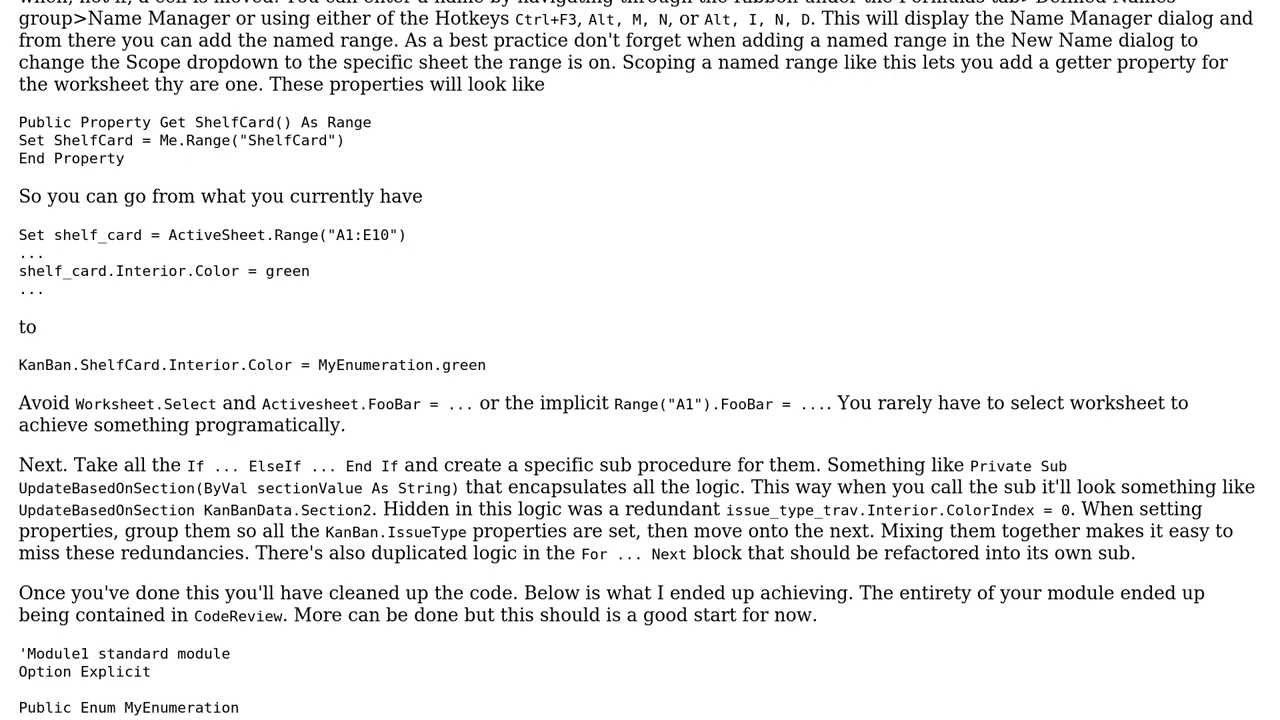 group>Name Manager or using either of the Hotkeys Ctrl+F3, Alt, M, N, or Alt, I, N, D. This will display the Name Manager dialog and
from there you can add the named range. As a best practice don't forget when adding a named range in the New Name dialog to
change the Scope dropdown to the specific sheet the range is on. Scoping a named range like this lets you add a getter property for
the worksheet thy are one. These properties will look like
Public Property Get ShelfCard() As Range
Set ShelfCard = Me.Range("ShelfCard")
End Property
So you can go from what you currently have
Set shelf_card = ActiveSheet.Range("A1:E10")
...
shelf_card.Interior.Color = green
...
to
KanBan.ShelfCard.Interior.Color = MyEnumeration.green
Avoid Worksheet.Select and Activesheet.FooBar = ... or the implicit Range("A1").FooBar = .... You rarely have to select worksheet to
achieve something programatically.
Next. Take all the If ... ElseIf ... End If and create a specific sub procedure for them. Something like Private Sub
UpdateBasedOnSection(ByVal sectionValue As String) that encapsulates all the logic. This way when you call the sub it'll look something like
UpdateBasedOnSection KanBanData.Section2. Hidden in this logic was a redundant issue_type_trav.Interior.ColorIndex = 0. When setting
properties, group them so all the KanBan.IssueType properties are set, then move onto the next. Mixing them together makes it easy to
miss these redundancies. There's also duplicated logic in the For ... Next block that should be refactored into its own sub.
Once you've done this you'll have cleaned up the code. Below is what I ended up achieving. The entirety of your module ended up
being contained in CodeReview. More can be done but this should is a good start for now.
'Module1 standard module
Option Explicit
Public Enum MyEnumeration